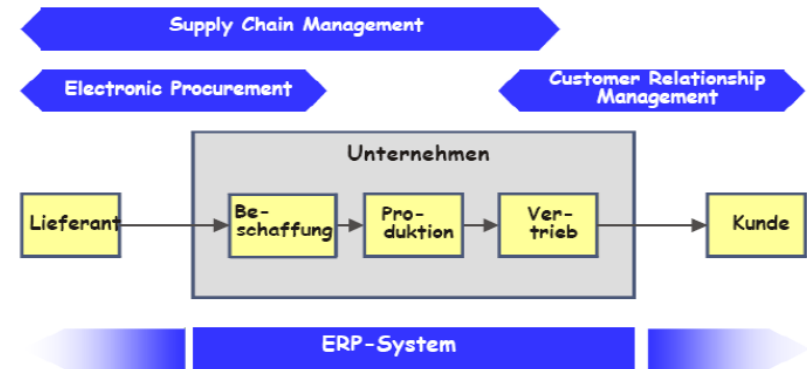 Supply Chain Management
Electronic Procurement
Customer Relationship
Management
Unternehmen
Lieferant
Be-
schaffung
Pro-
duktion
Ver-
trieb
Kunde
ERP-System